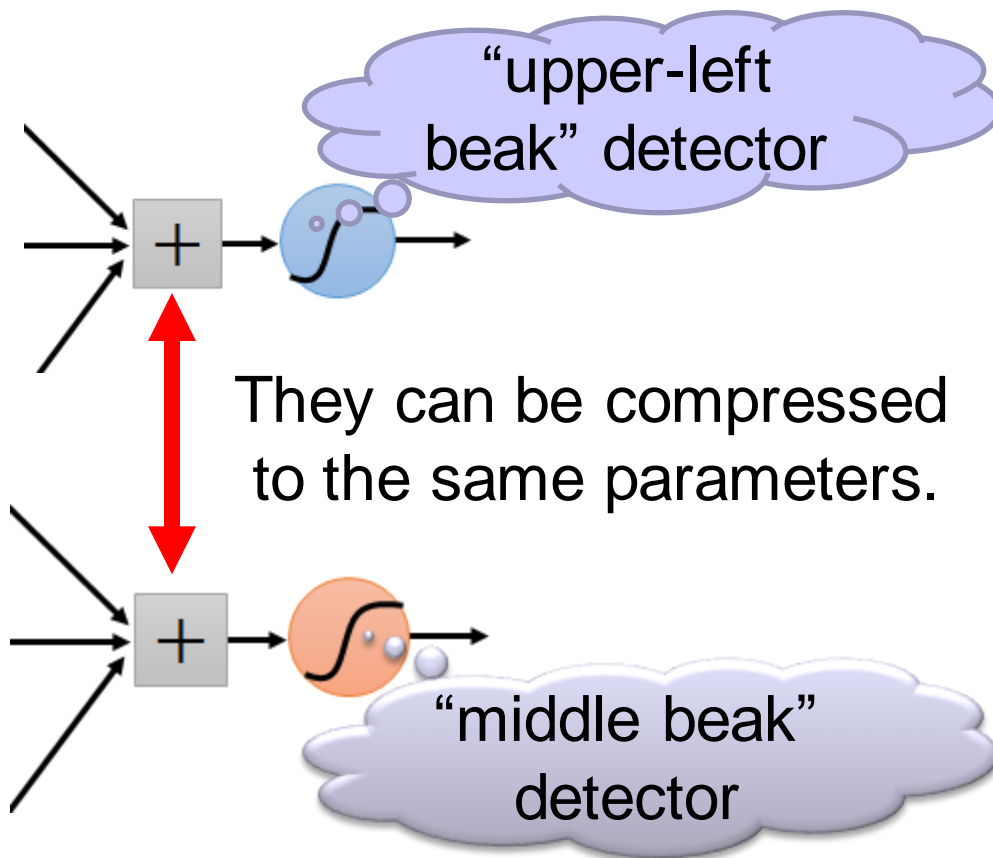 “upper-left
beak” detector
+
They can be compressed
to the same parameters.
+
“middle beak”
detector